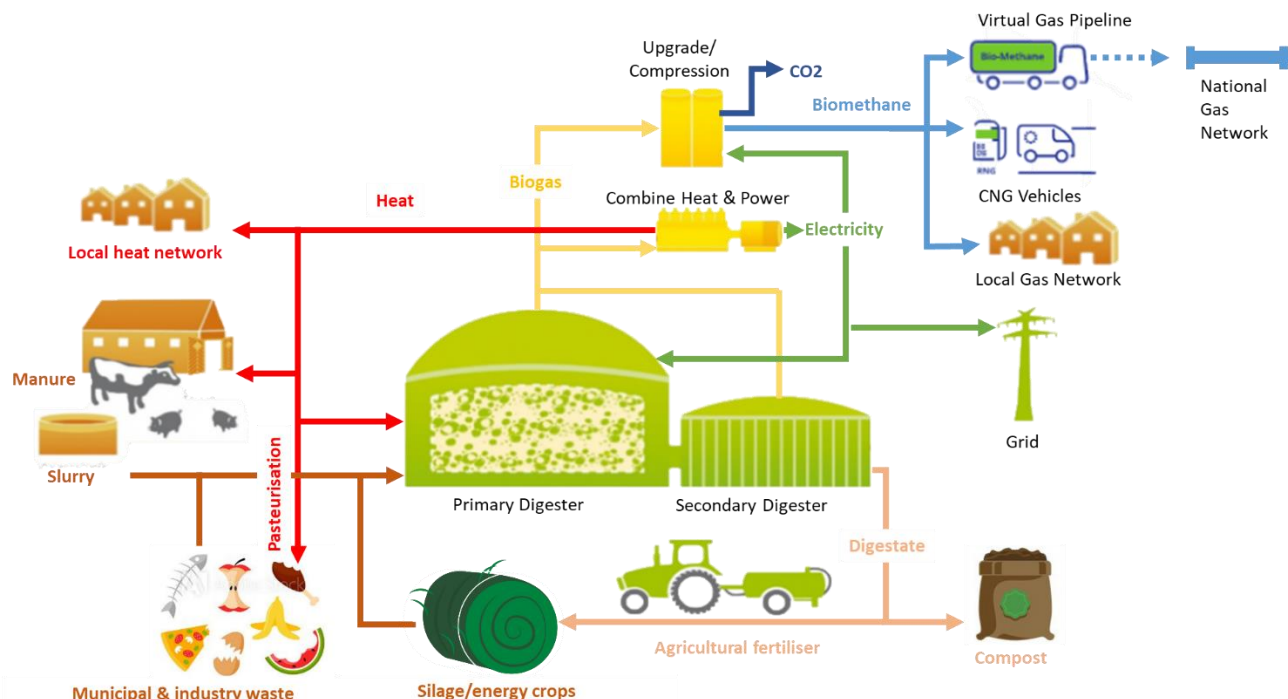 Virtual Gas Pipeline
Upgrade/
Compression
CO2
Bio-Methane
National
Gas
Network
Biomethane
RNG
CNG Vehicles
Biogas
Heat
Combine Heat & Power
Electricity
Local heat network
Local Gas Network
Manure
Grid
Slurry
Pasteurisation
Primary Digester
Secondary Digester
Digestate
Agricultural fertiliser
Compost
Municipal & industry waste
Silage/energy crops